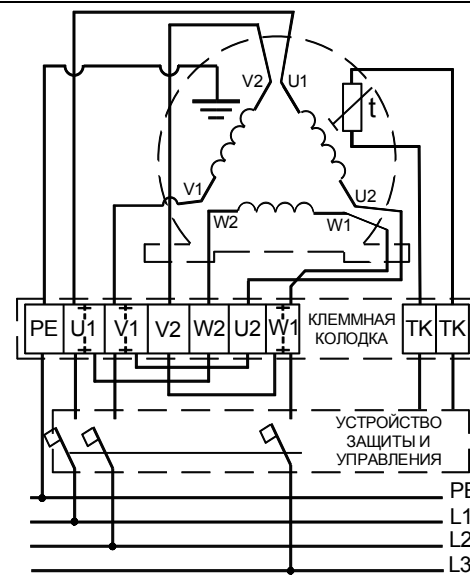 V2 U1
t
V1
U2
W2
W1
PE U1 V1 V2 W2 U2 W1
КЛЕММНАЯ
КОЛОДКА
TK TK
УСТРОЙСТВО
ЗАЩИТЫ И
УПРАВЛЕНИЯ
PE
L1
L2
L3